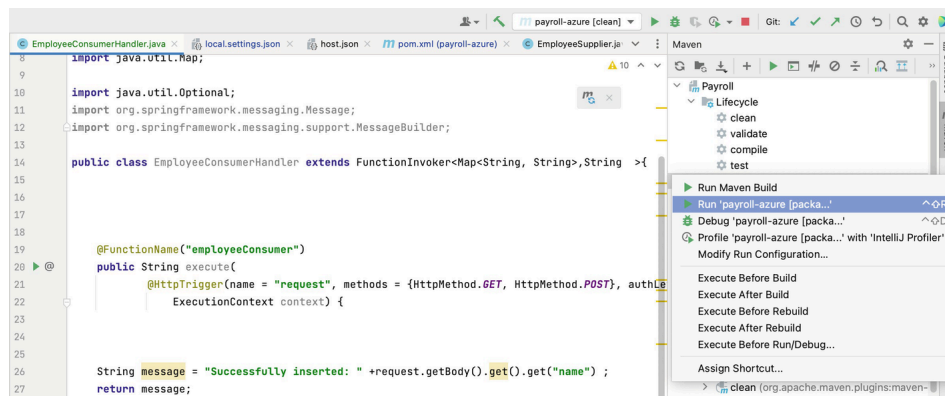 payroll-azure [clean]
Git:
EmployeeConsumerHandler.java
local.settings.json
host.json
pom.xml (payroll-azure)
EmployeeSupplier.ja
Maven
8 import java.util.Map;
10
9
10 import java.util.Optional;
11 import org.springframework.messaging.Message;
12 import org.springframework.messaging.support.MessageBuilder;
13
14 public class EmployeeConsumerHandler extends FunctionInvoker<Map<String, String>,String >{
15
16
17
18
19 @FunctionName("employeeConsumer")
20 public String execute(
21 @HttpTrigger(name = "request", methods = {HttpMethod.GET, HttpMethod.POST}, authLe
22 ExecutionContext context) {
23
24
25
26 String message = "Successfully inserted: " +request.getBody().get().get("name") ;
27 return message;
Payroll
Lifecycle
clean
validate
compile
test
Run Maven Build
Run 'payroll-azure [packa...' ^⇧R
Debug 'payroll-azure [packa...' ^⇧D
Profile 'payroll-azure [packa...' with 'IntelliJ Profiler'
Modify Run Configuration...
Execute Before Build
Execute After Build
Execute Before Rebuild
Execute After Rebuild
Execute Before Run/Debug...
Assign Shortcut...
clean (org.apache.maven.plugins:maven-